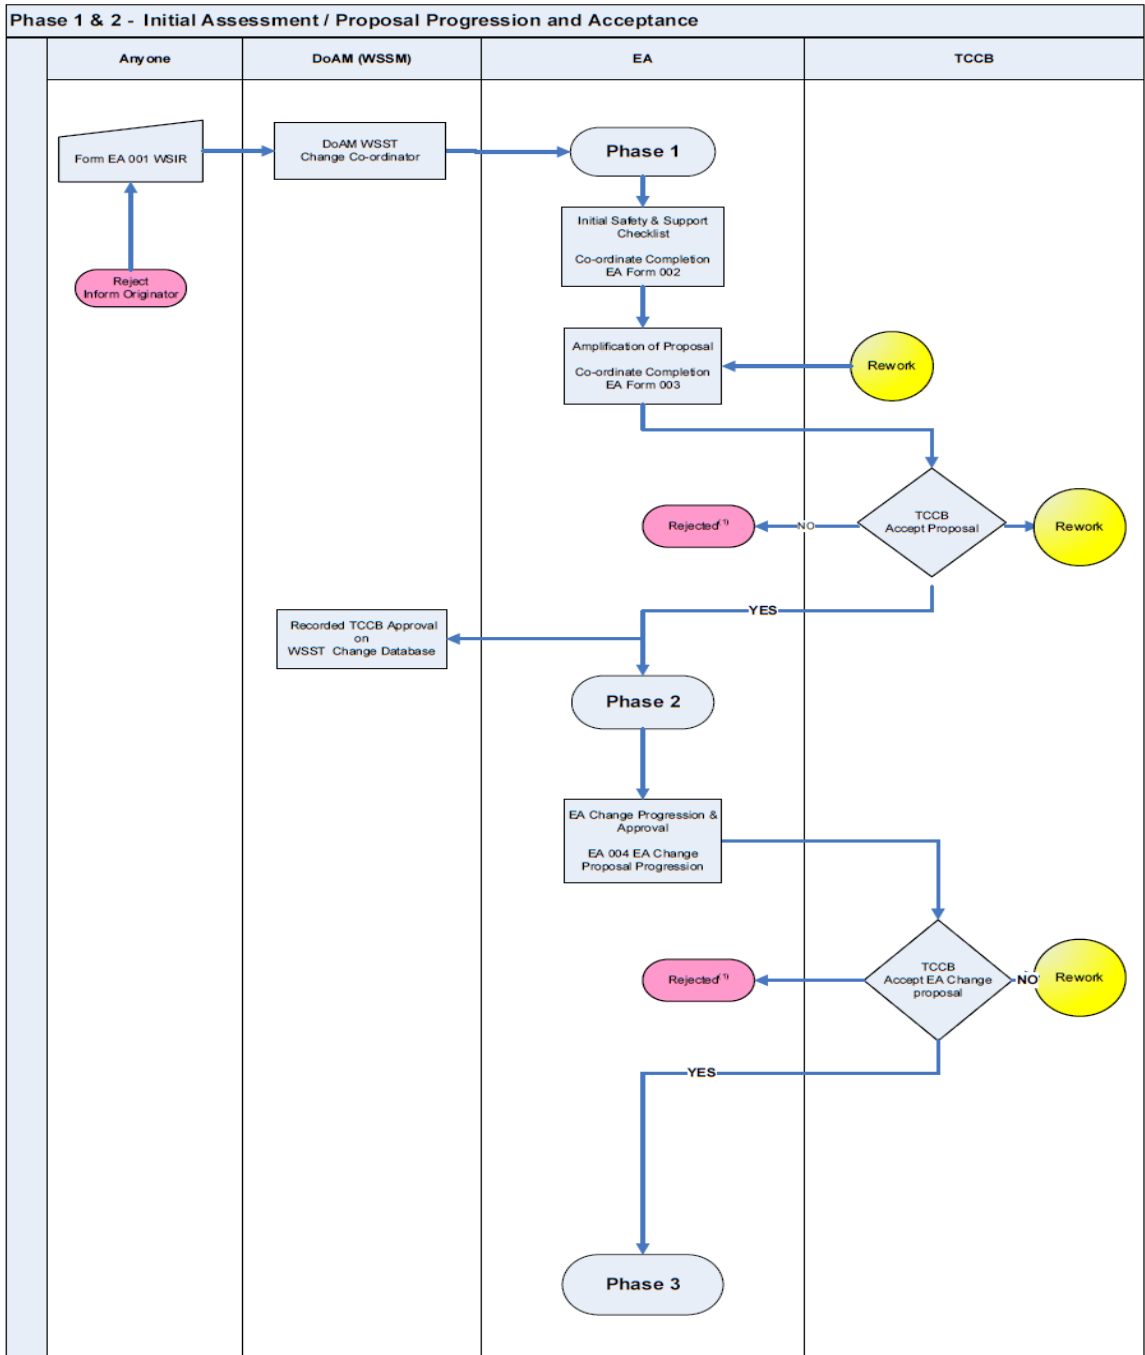 Phase 1 & 2 - Initial Assessment / Proposal Progression and Acceptance
Anyone
DoAM (WSSM)
EA
TCCB
Form EA 001 WSIR
DoAM WSST
Change Co-ordinator
Phase 1
Initial Safety & Support
Checklist
Co-ordinate Completion
EA Form 002
Reject
Inform Originator
Amplification of Proposal
Co-ordinate Completion
EA Form 003
Rework
TCCB
Accept Proposal
Rejected(1)
NO
Rework
YES
Recorded TCCB Approval
on
WSST Change Database
Phase 2
EA Change Progression &
Approval
EA 004 EA Change
Proposal Progression
TCCB
Accept EA Change
proposal
Rejected(1)
NO
Rework
YES
Phase 3